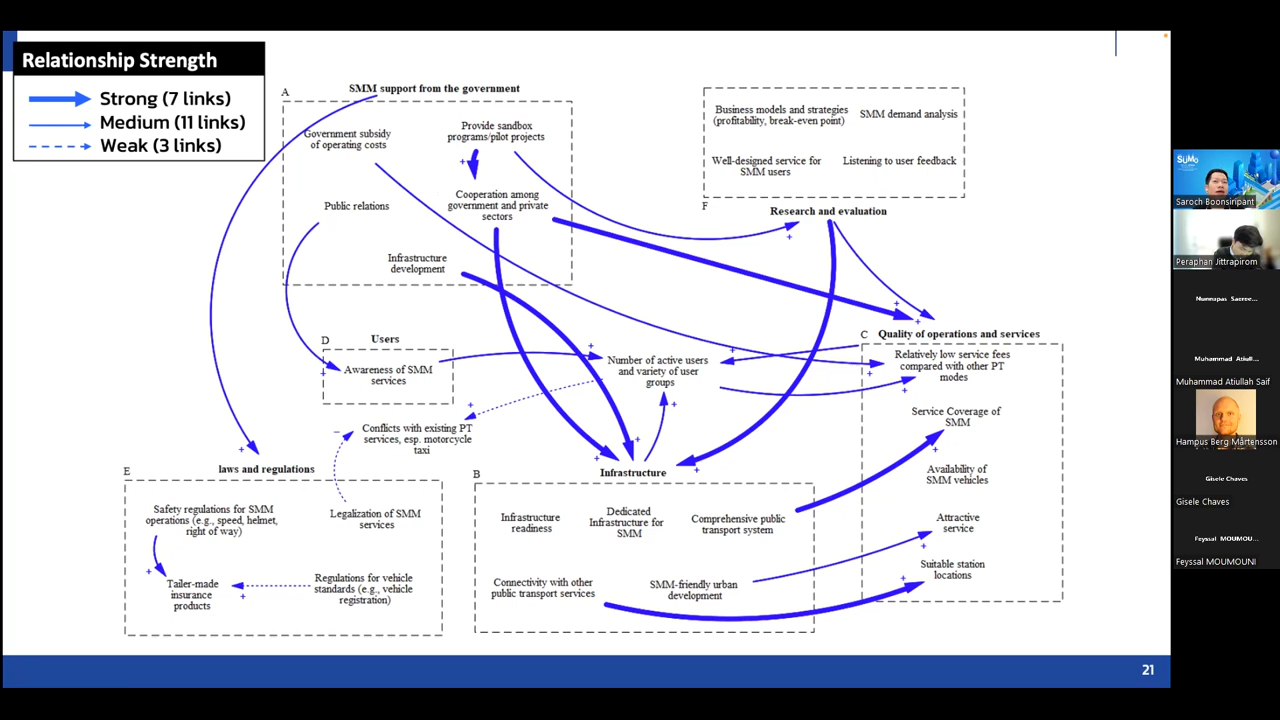 Relationship Strength
Strong (7 links)
Medium (11 links)
Weak (3 links)
A
SMM support from the government
Government subsidy
of operating costs
Provide sandbox
programs/pilot projects
+
Cooperation among
government and private
sectors
Public relations
Infrastructure
development
Business models and strategies
(profitability, break-even point)
SMM demand analysis
Well-designed service for
SMM users
Listening to user feedback
F
Research and evaluation
+
+
+
D
Users
Awareness of SMM
services
+
+
Number of active users
and variety of user
groups
+
+
C
Quality of operations and services
Relatively low service fees
compared with other PT
modes
+
+
Service Coverage of
SMM
+
Availability of
SMM vehicles
Attractive
service
+
Suitable station
locations
+
Conflicts with existing PT
services, esp. motorcycle
taxi
+
–
E
laws and regulations
+
Safety regulations for SMM
operations (e.g., speed, helmet,
right of way)
Legalization of SMM
services
+
Tailer-made
insurance
products
+
Regulations for vehicle
standards (e.g., vehicle
registration)
B
Infrastructure
+
+
+
Infrastructure
readiness
Dedicated
Infrastructure for
SMM
Comprehensive public
transport system
Connectivity with other
public transport services
SMM-friendly urban
development
21
SUMo
Saroch Boonsiripant
Peraphan Jittrapirom
Muhammad Atiull...
Muhammad Atiullah Saif
Hampus Berg Mårtensson
Gisele Chaves
Gisele Chaves
Feyssal MOUMOU...
Feyssal MOUMOUNI